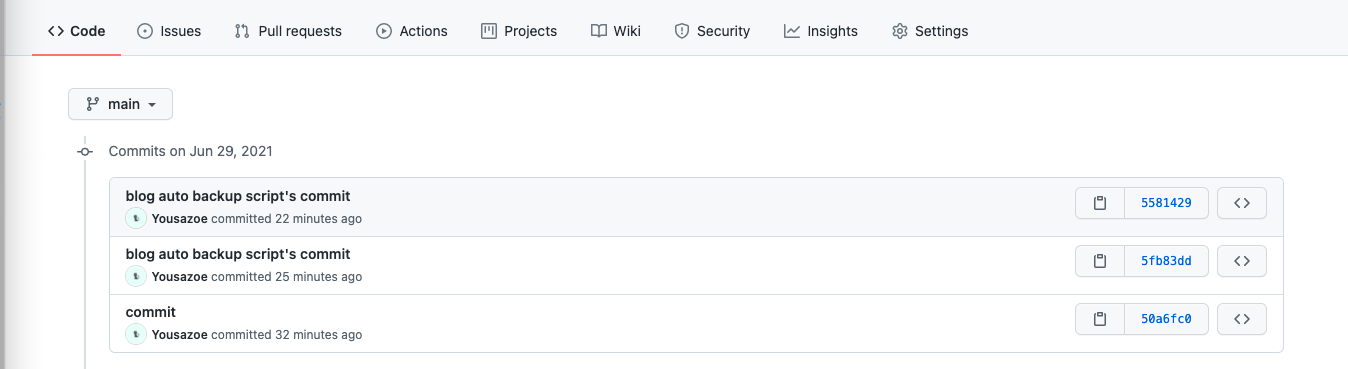 Code Issues Pull requests Actions Projects Wiki Security Insights Settings
main
Commits on Jun 29, 2021
blog auto backup script's commit
Yousazoe committed 22 minutes ago
5581429
blog auto backup script's commit
Yousazoe committed 25 minutes ago
5fb83dd
commit
Yousazoe committed 32 minutes ago
50a6fc0